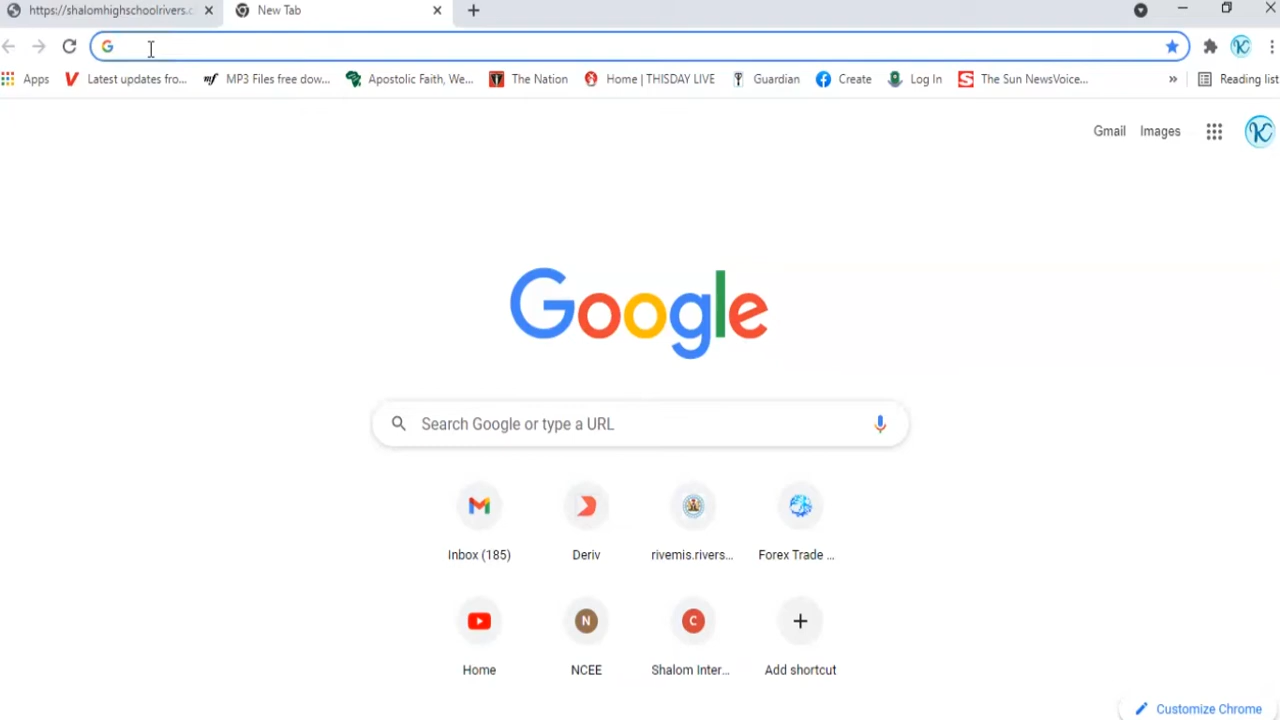 https://shalomhighschoolrivers.c
New Tab
Apps
Latest updates fro...
MP3 Files free dow...
Apostolic Faith, We...
The Nation
Home | THISDAY LIVE
Guardian
Create
Log In
The Sun NewsVoice...
»
Reading list
Gmail
Images
Google
Search Google or type a URL
Inbox (185)
Deriv
rivemis.rivers...
Forex Trade ...
Home
N
NCEE
C
Shalom Inter...
Add shortcut
Customize Chrome